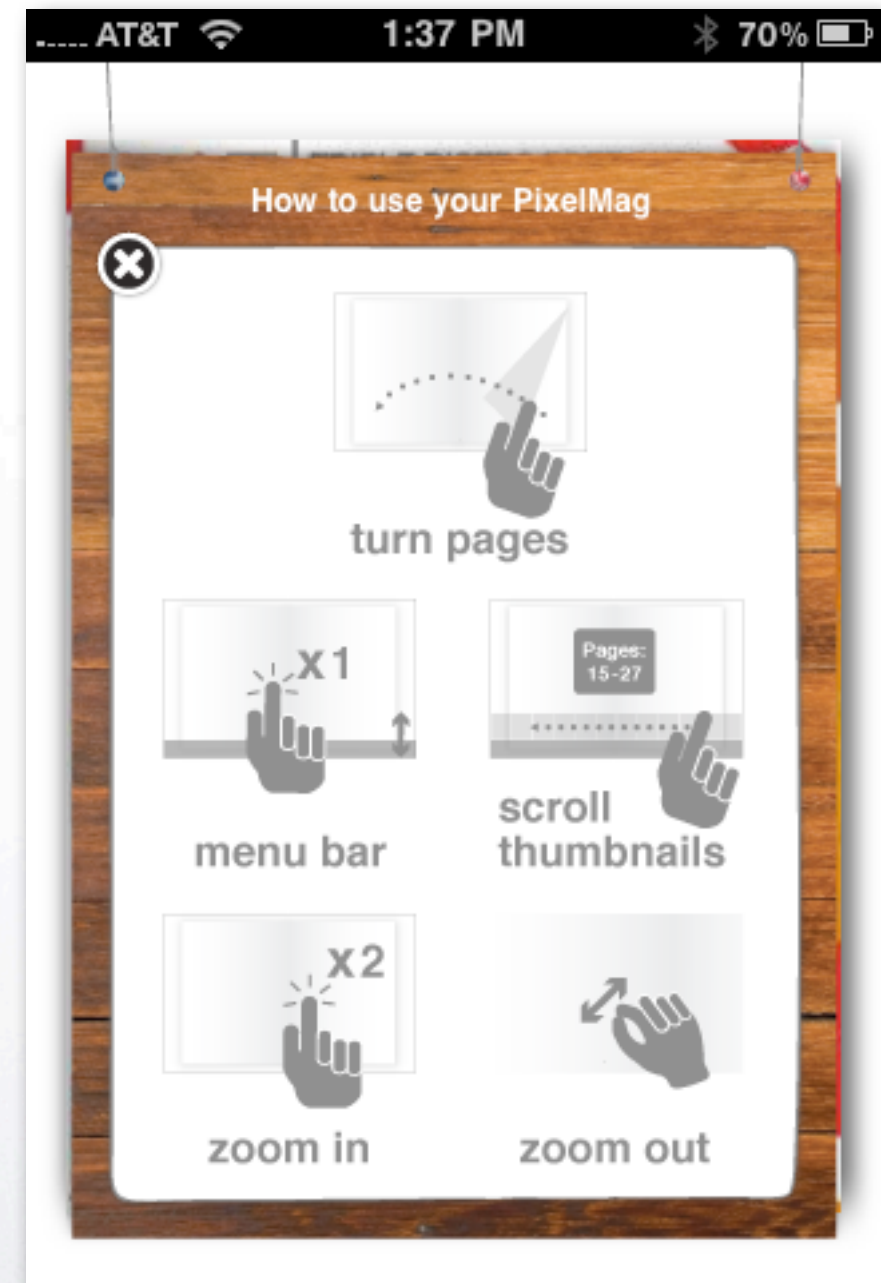 AT&T 1:37 PM 70%
How to use your PixelMag
turn pages
x1
Pages:
15-27
menu bar
scroll
thumbnails
x2
zoom in
zoom out